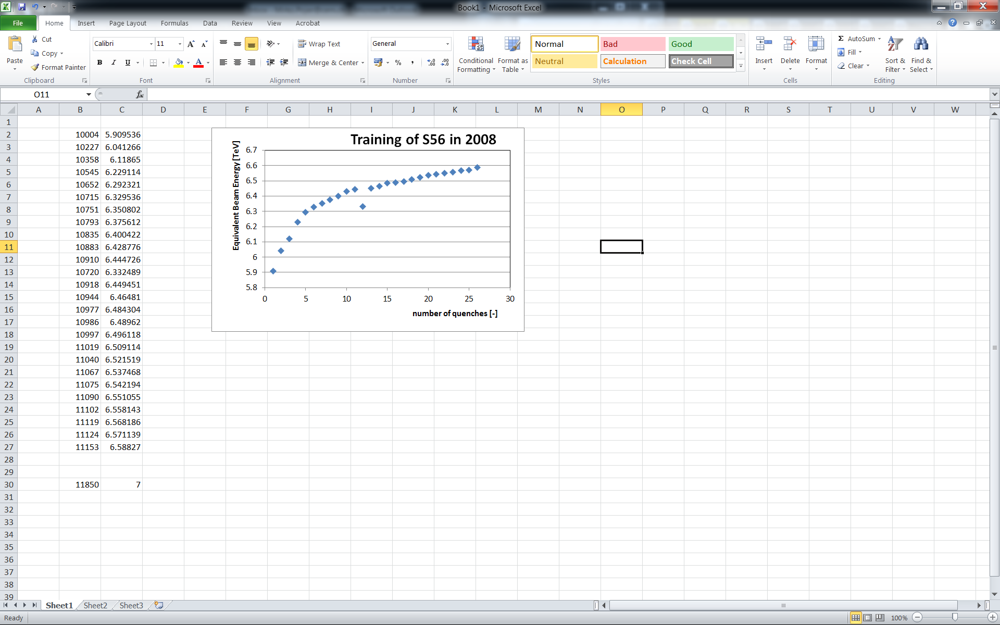 Book1 - Microsoft Excel
File Home Insert Page Layout Formulas Data Review View Acrobat
Paste
Cut
Copy
Format Painter
Clipboard
Calibri 11
B I U
Font
Wrap Text
Merge & Center
Alignment
General
Number
Conditional Formatting
Format as Table
Normal Bad Good
Neutral Calculation Check Cell
Styles
Insert Delete Format
Cells
AutoSum
Fill
Clear
Sort & Filter
Find & Select
Editing
O11 fx
A B C D E F G H I J K L M N O P Q R S T U V W
1
2 10004 5.909536
3 10227 6.041266
4 10358 6.11865
5 10545 6.229114
6 10652 6.292321
7 10715 6.329536
8 10751 6.350802
9 10793 6.375612
10 10835 6.400422
11 10883 6.428776
12 10910 6.444726
13 10720 6.332489
14 10918 6.449451
15 10944 6.46481
16 10977 6.484304
17 10986 6.48962
18 10997 6.496118
19 11019 6.509114
20 11040 6.521519
21 11067 6.537468
22 11075 6.542194
23 11090 6.551055
24 11102 6.558143
25 11119 6.568186
26 11124 6.571139
27 11153 6.58827
28
29
30 11850 7
31
32
33
34
35
36
37
38
39
Training of S56 in 2008
Equivalent Beam Energy [TeV]
6.7
6.6
6.5
6.4
6.3
6.2
6.1
6
5.9
5.8
0 5 10 15 20 25 30
number of quenches [-]
Sheet1 Sheet2 Sheet3
Ready 100%